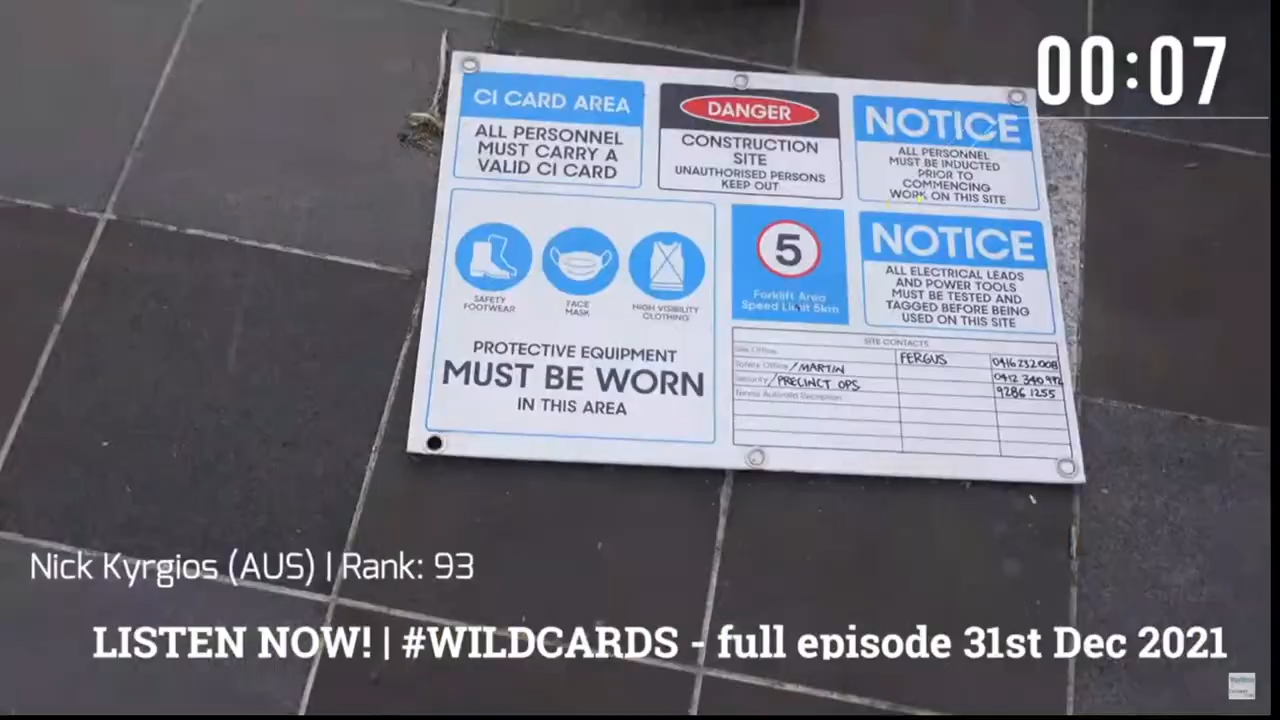 00:07
CI CARD AREA
ALL PERSONNEL
MUST CARRY A
VALID CI CARD
DANGER
CONSTRUCTION
SITE
UNAUTHORISED PERSONS
KEEP OUT
NOTICE
ALL PERSONNEL
MUST BE INDUCTED
PRIOR TO
COMMENCING
WORK ON THIS SITE
SAFETY
FOOTWEAR
FACE
MASK
HIGH VISIBILITY
CLOTHING
PROTECTIVE EQUIPMENT
MUST BE WORN
IN THIS AREA
5
Forklift Area
Speed Limit 5km
NOTICE
ALL ELECTRICAL LEADS
AND POWER TOOLS
MUST BE TESTED AND
TAGGED BEFORE BEING
USED ON THIS SITE
SITE CONTACTS
Site Office FERGUS 0416 232 008
/MARTIN 0412 340
Security/PRECINCT OPS 9286 1255
Tennis Australia Reception
Nick Kyrgios (AUS) | Rank: 93
LISTEN NOW! | #WILDCARDS - full episode 31st Dec 2021